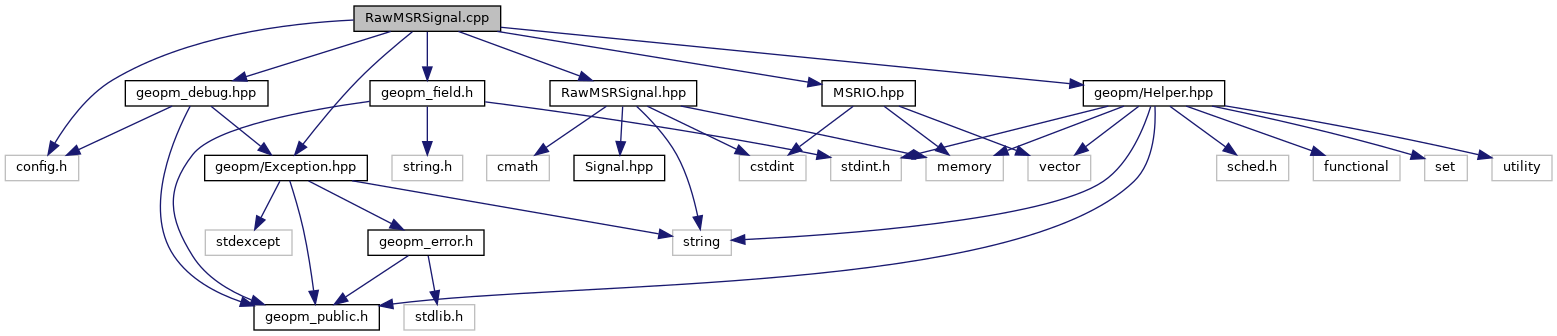 RawMSRSignal.cpp
geopm_debug.hpp
geopm_field.h
RawMSRSignal.hpp
MSRIO.hpp
geopm/Helper.hpp
config.h
geopm/Exception.hpp
string.h
cmath
Signal.hpp
cstdint
stdint.h
memory
vector
sched.h
functional
set
utility
stdexcept
geopm_error.h
string
geopm_public.h
stdlib.h